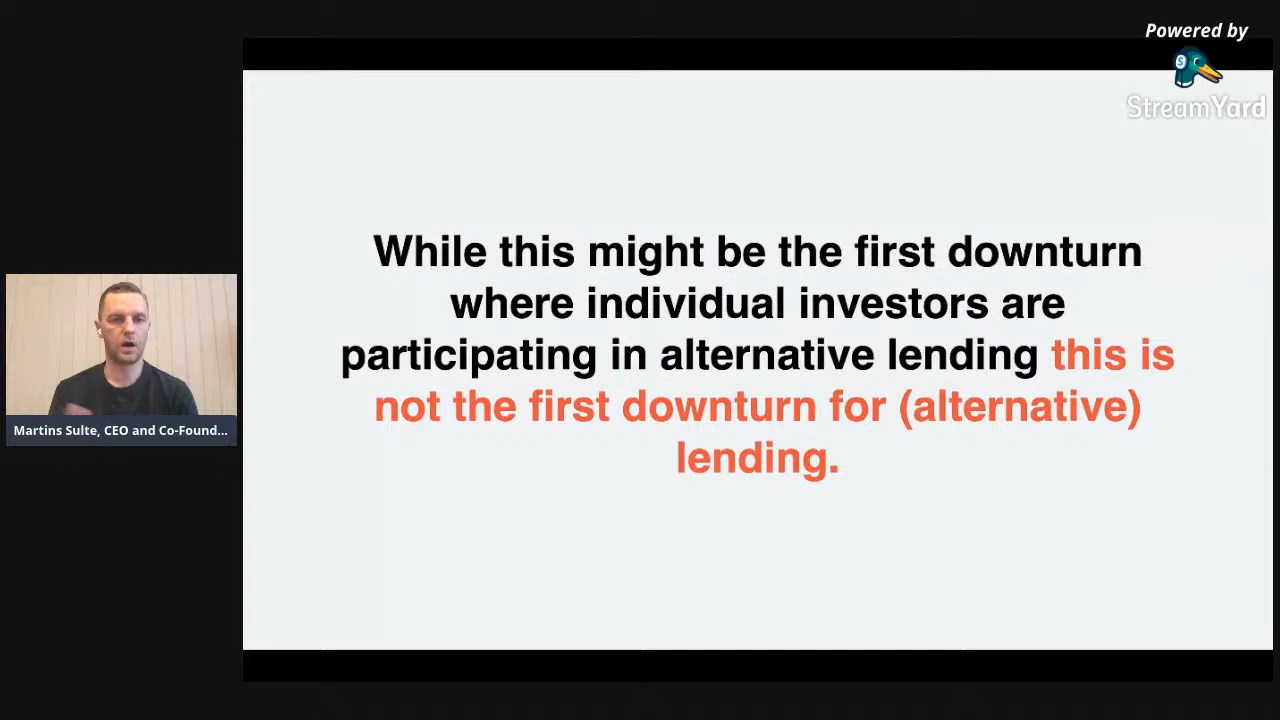 Powered by
StreamYard
While this might be the first downturn
where individual investors are
participating in alternative lending this is
not the first downturn for (alternative)
lending.
Martins Sulte, CEO and Co-Found...